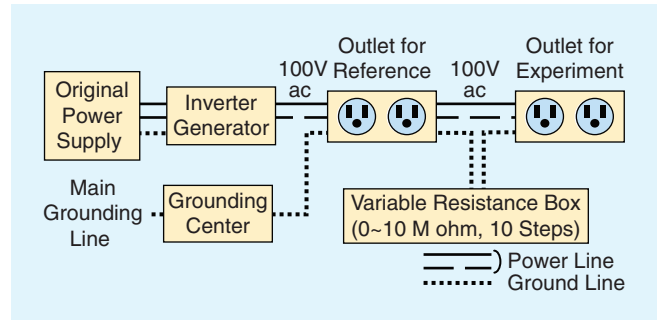 Original
Power
Supply
Inverter
Generator
100V
ac
Outlet for
Reference
100V
ac
Outlet for
Experiment
Main
Grounding
Line
Grounding
Center
Variable Resistance Box
(0~10 M ohm, 10 Steps)
Power Line
Ground Line